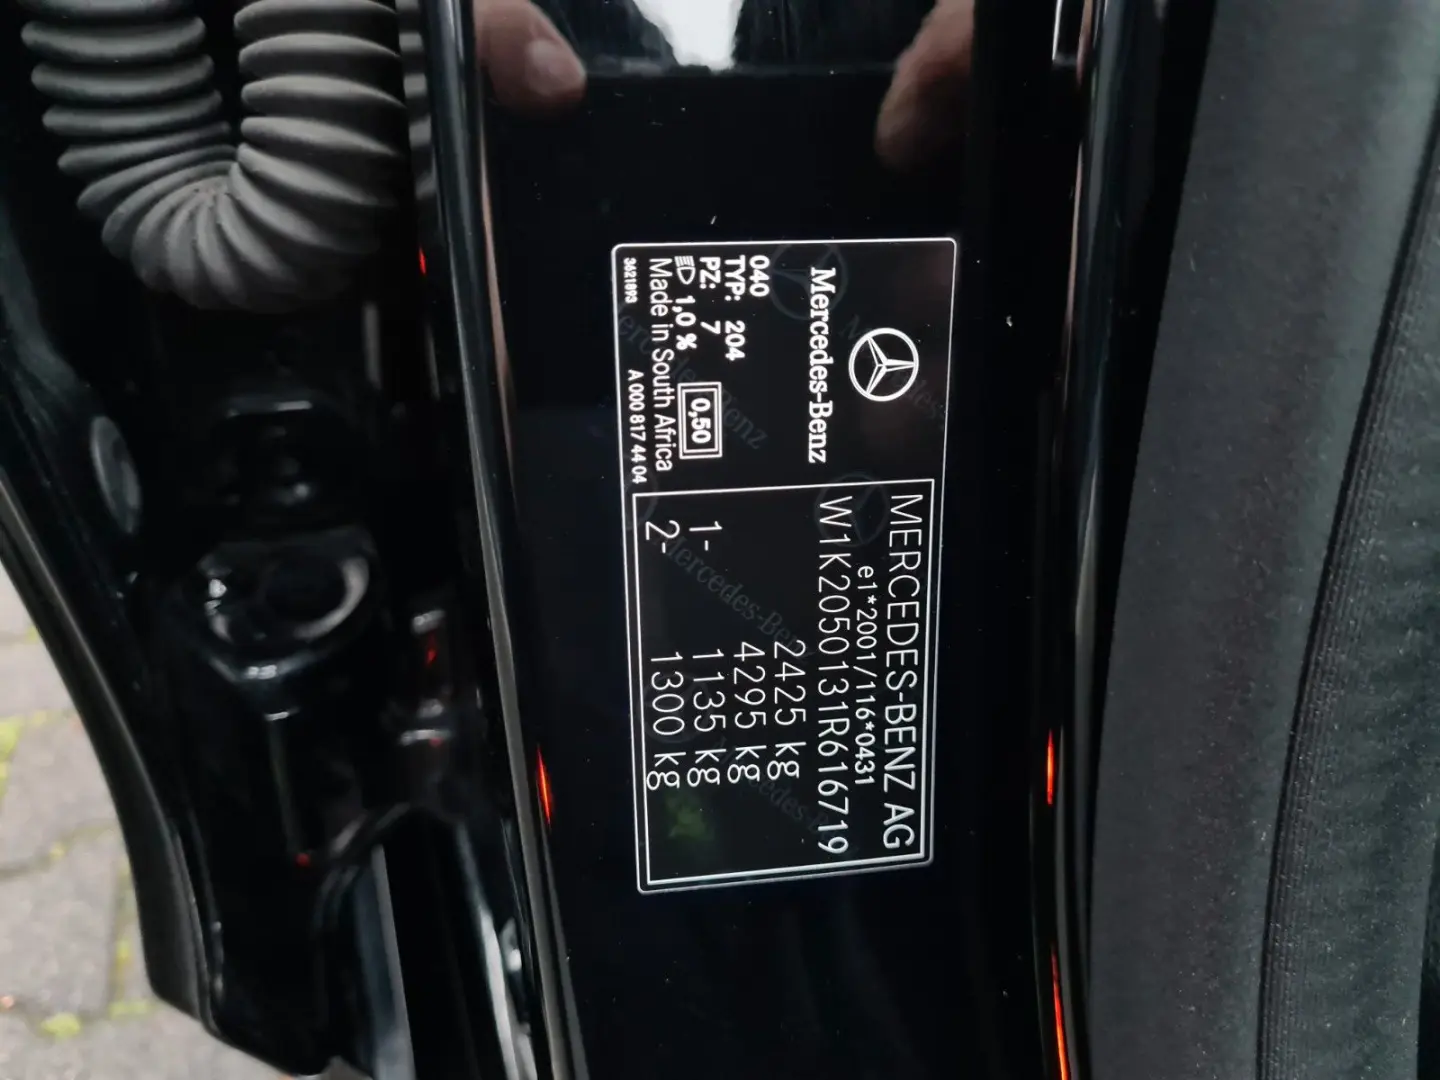 Mercedes-Benz
040
TYP: 204
PZ: 7
1,0 %
0,50
Made in South Africa
3621893
A 000 817 44 04
MERCEDES-BENZ AG
e1*2001/116*0431
W1K2050131R616719
2425 kg
4295 kg
1- 1135 kg
2- 1300 kg